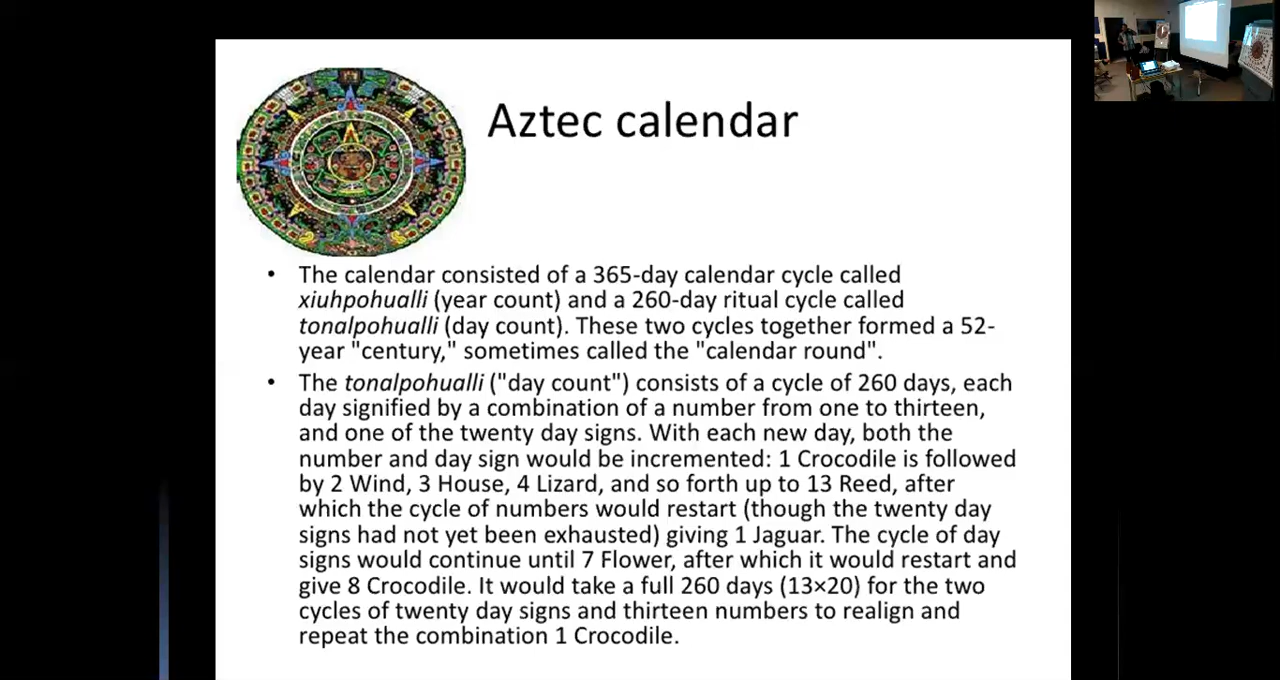 Aztec calendar
• The calendar consisted of a 365-day calendar cycle called
xiuhpohualli (year count) and a 260-day ritual cycle called
tonalpohualli (day count). These two cycles together formed a 52-
year "century," sometimes called the "calendar round".
• The tonalpohualli ("day count") consists of a cycle of 260 days, each
day signified by a combination of a number from one to thirteen,
and one of the twenty day signs. With each new day, both the
number and day sign would be incremented: 1 Crocodile is followed
by 2 Wind, 3 House, 4 Lizard, and so forth up to 13 Reed, after
which the cycle of numbers would restart (though the twenty day
signs had not yet been exhausted) giving 1 Jaguar. The cycle of day
signs would continue until 7 Flower, after which it would restart and
give 8 Crocodile. It would take a full 260 days (13×20) for the two
cycles of twenty day signs and thirteen numbers to realign and
repeat the combination 1 Crocodile.